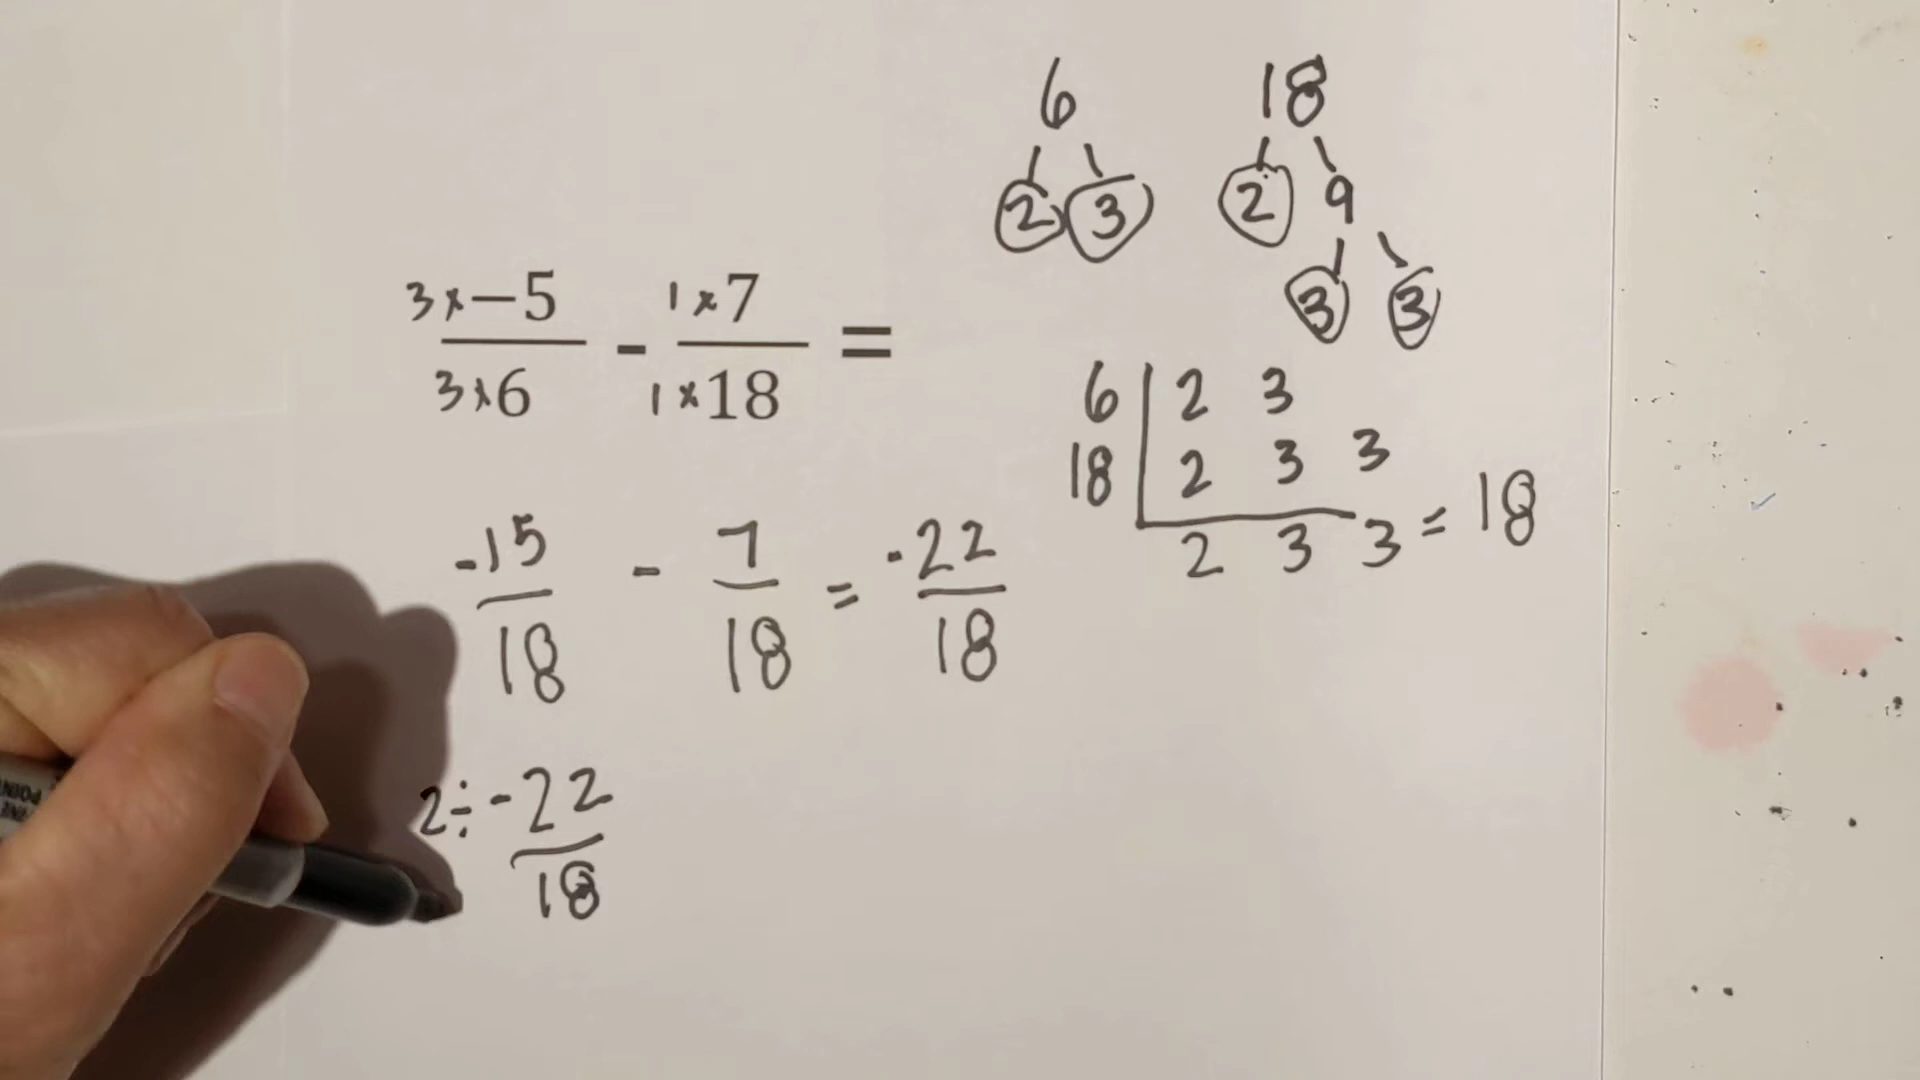 6 18
2 3 2 9
3 3
3 x -5 - 1 x 7 =
3 x 6 1 x 18
6 | 2 3
18 | 2 3 3
2 3 3 = 18
-15 - 7 = -22
18 18 18
2 ÷ -22
18